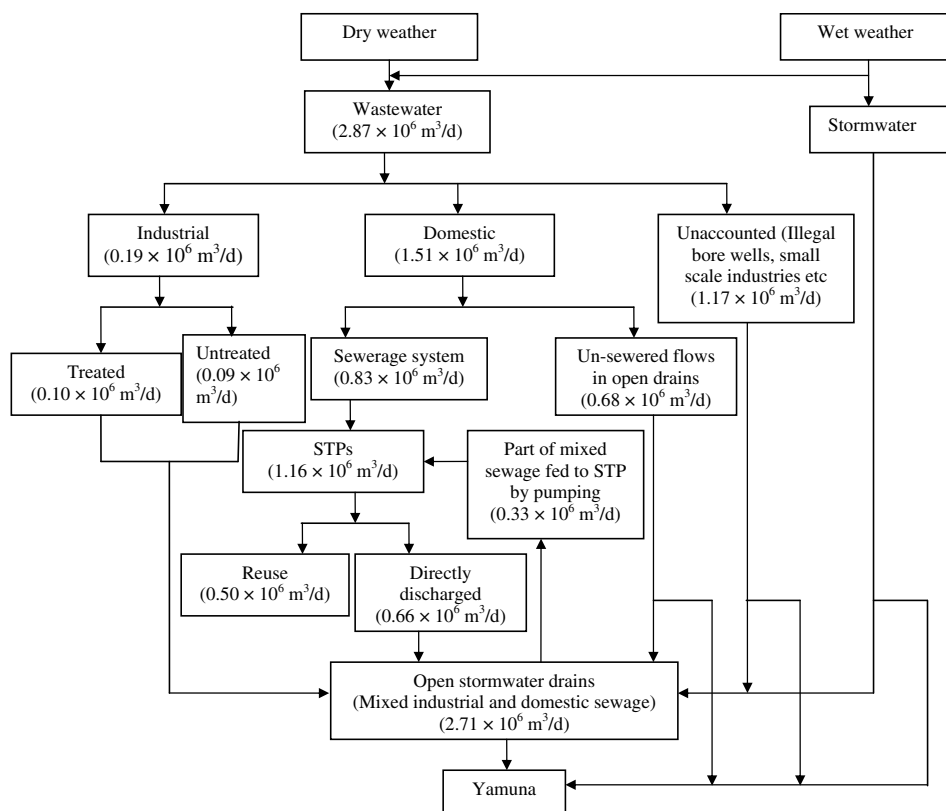 Dry weather
Wet weather
Wastewater
(2.87 × 10⁶ m³/d)
Stormwater
Industrial
(0.19 × 10⁶ m³/d)
Domestic
(1.51 × 10⁶ m³/d)
Unaccounted (Illegal
bore wells, small
scale industries etc
(1.17 × 10⁶ m³/d)
Treated
(0.10 × 10⁶ m³/d)
Untreated
(0.09 × 10⁶
m³/d)
Sewerage system
(0.83 × 10⁶ m³/d)
Un-sewered flows
in open drains
(0.68 × 10⁶ m³/d)
STPs
(1.16 × 10⁶ m³/d)
Part of mixed
sewage fed to STP
by pumping
(0.33 × 10⁶ m³/d)
Reuse
(0.50 × 10⁶ m³/d)
Directly
discharged
(0.66 × 10⁶ m³/d)
Open stormwater drains
(Mixed industrial and domestic sewage)
(2.71 × 10⁶ m³/d)
Yamuna